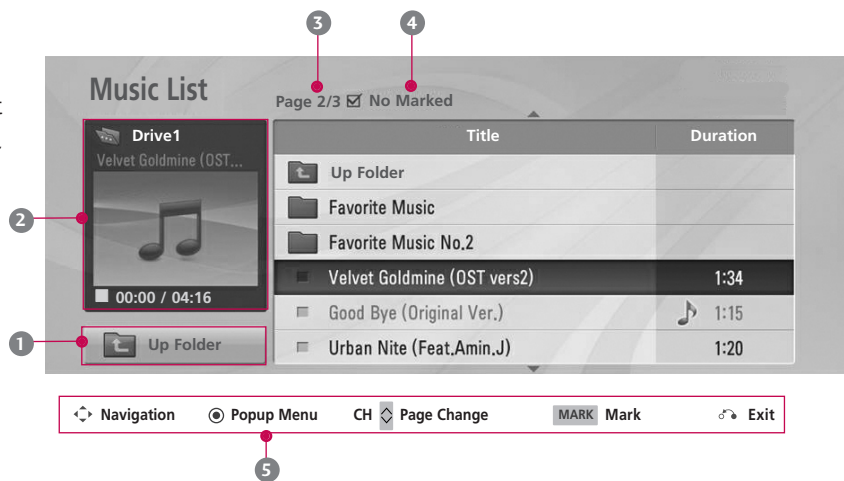 3 4
Music List
Page 2/3 No Marked
Drive1
Velvet Goldmine (OST...
00:00 / 04:16
2
1
Up Folder
Title Duration
Up Folder
Favorite Music
Favorite Music No.2
Velvet Goldmine (OST vers2) 1:34
Good Bye (Original Ver.) 1:15
Urban Nite (Feat.Amin.J) 1:20
Navigation Popup Menu CH Page Change MARK Mark Exit
5